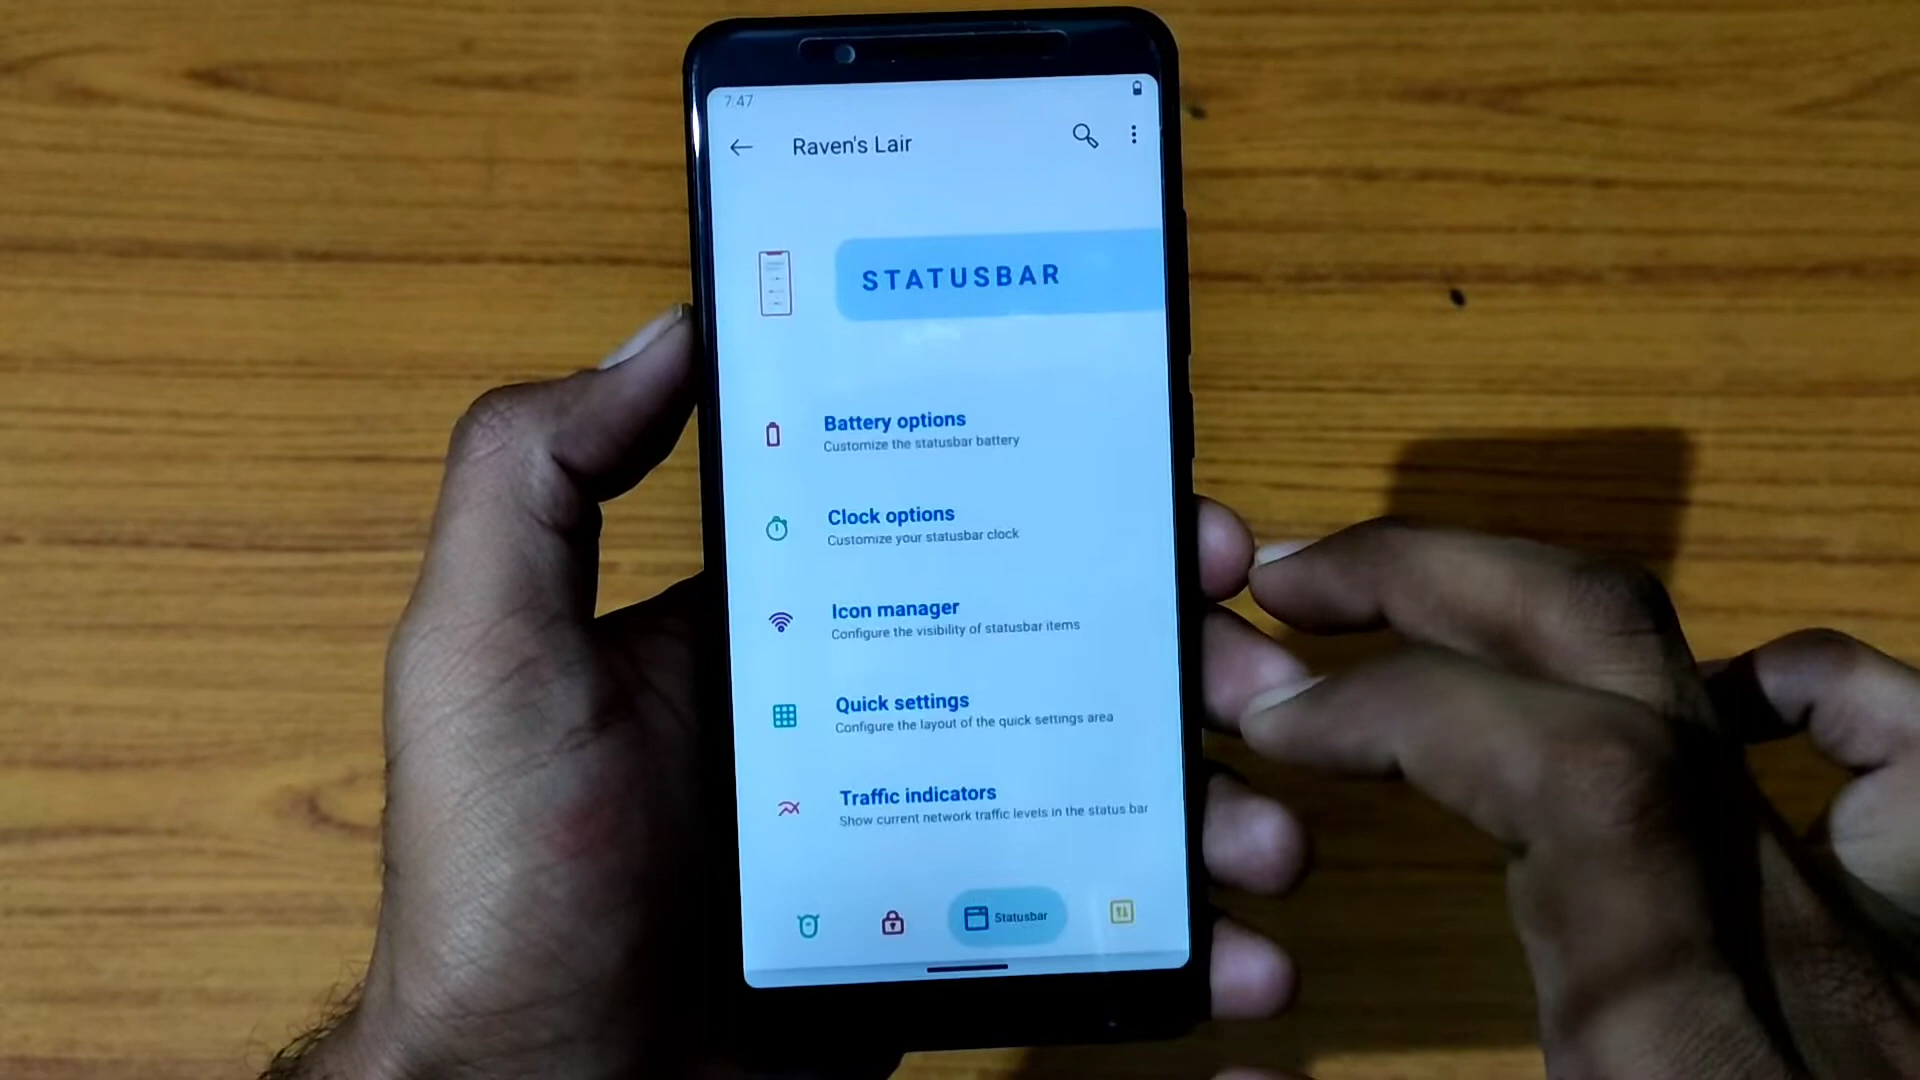 7:47
Raven's Lair
STATUSBAR
Battery options
Customize the statusbar battery
Clock options
Customize your statusbar clock
Icon manager
Configure the visibility of statusbar items
Quick settings
Configure the layout of the quick settings area
Traffic indicators
Show current network traffic levels in the status bar
Statusbar